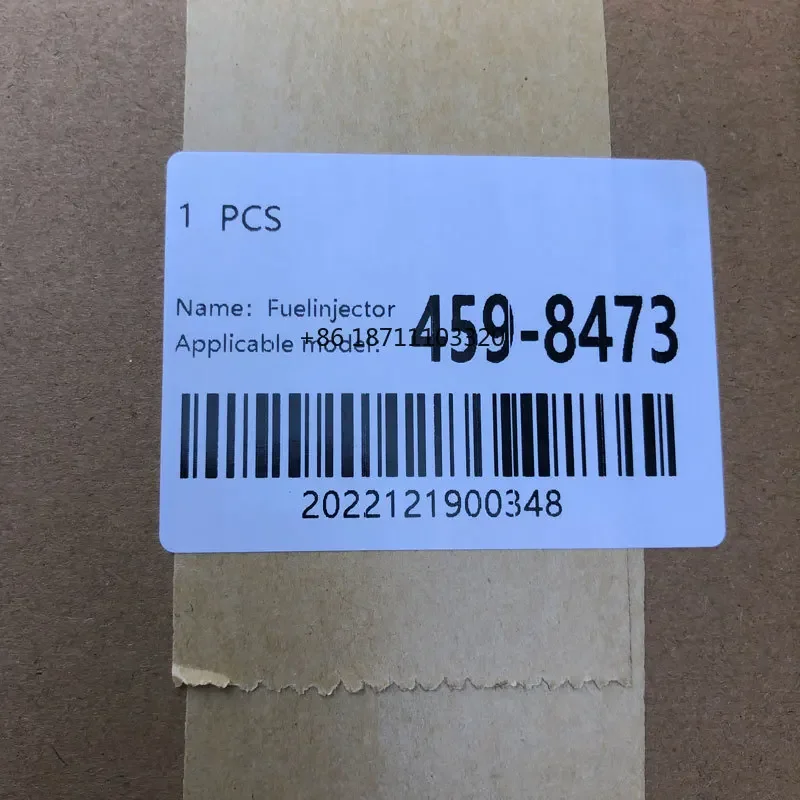 1 PCS
Name: Fuelinjector
Applicable model: 459-8473
+86 18711103320
2022121900348